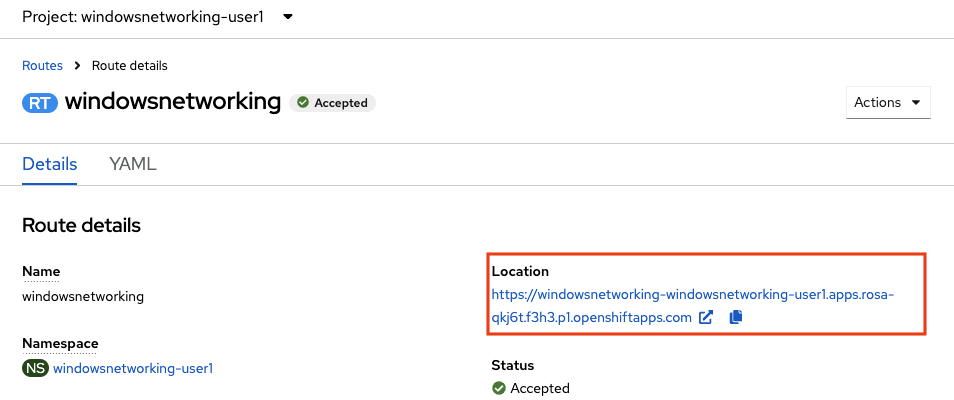 Project: windowsnetworking-user1
Routes > Route details
RT windowsnetworking Accepted
Actions
Details YAML
Route details
Name
windowsnetworking
Namespace
NS windowsnetworking-user1
Location
https://windowsnetworking-windowsnetworking-user1.apps.rosa-
qkj6t.f3h3.p1.openshiftapps.com
Status
Accepted